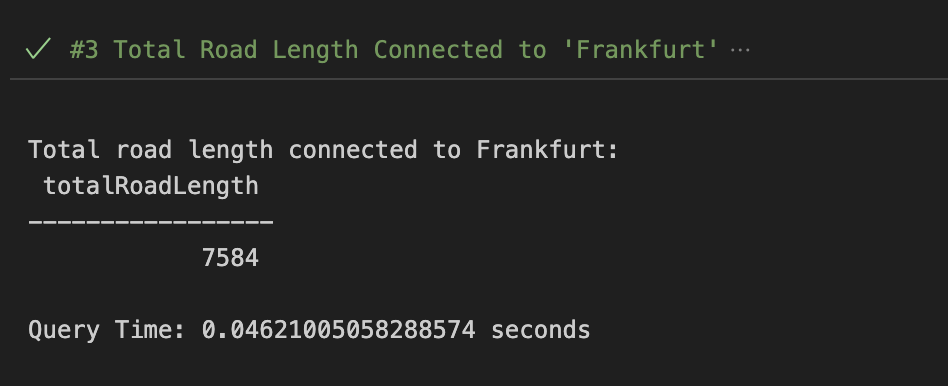 #3 Total Road Length Connected to 'Frankfurt' ...
Total road length connected to Frankfurt:
totalRoadLength
-----------------
7584
Query Time: 0.04621005058288574 seconds